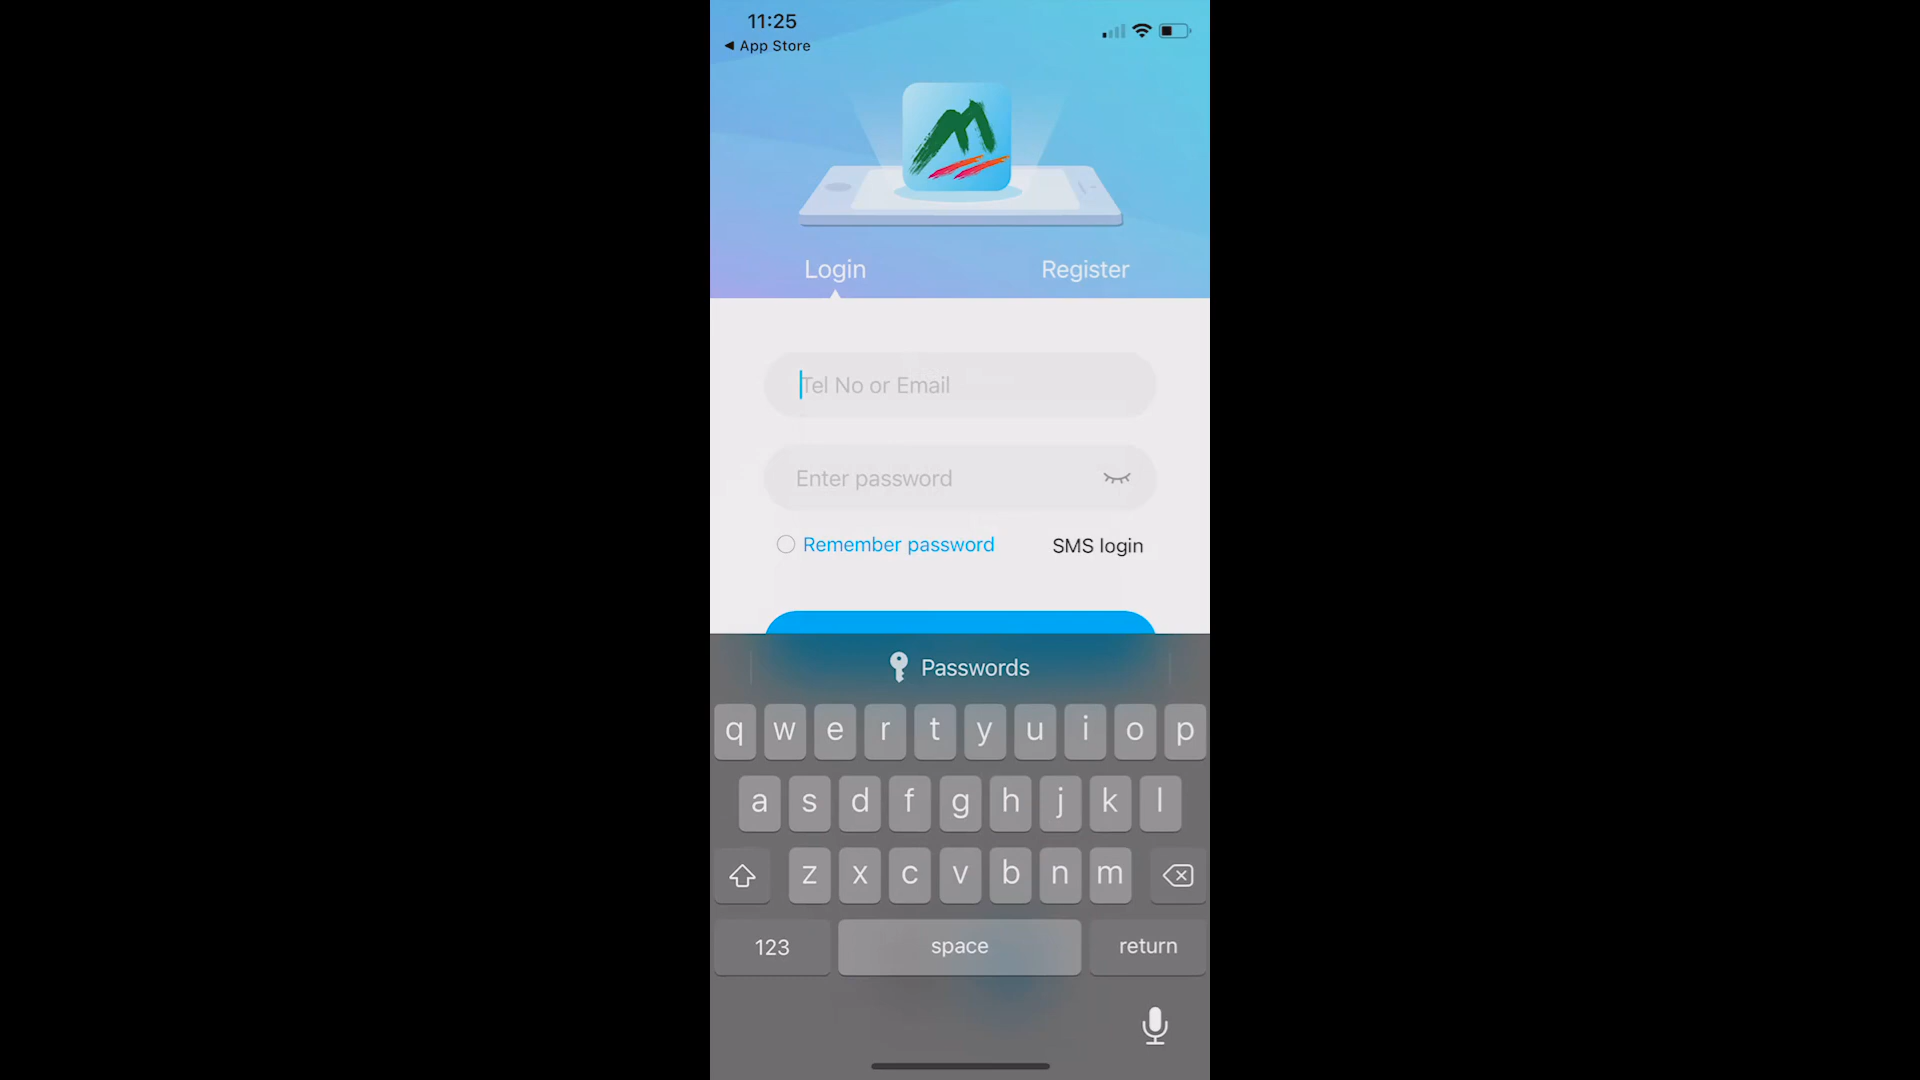 11:25
◀ App Store
Login Register
Tel No or Email
Enter password
Remember password SMS login
Passwords
q w e r t y u i o p
a s d f g h j k l
z x c v b n m
123 space return